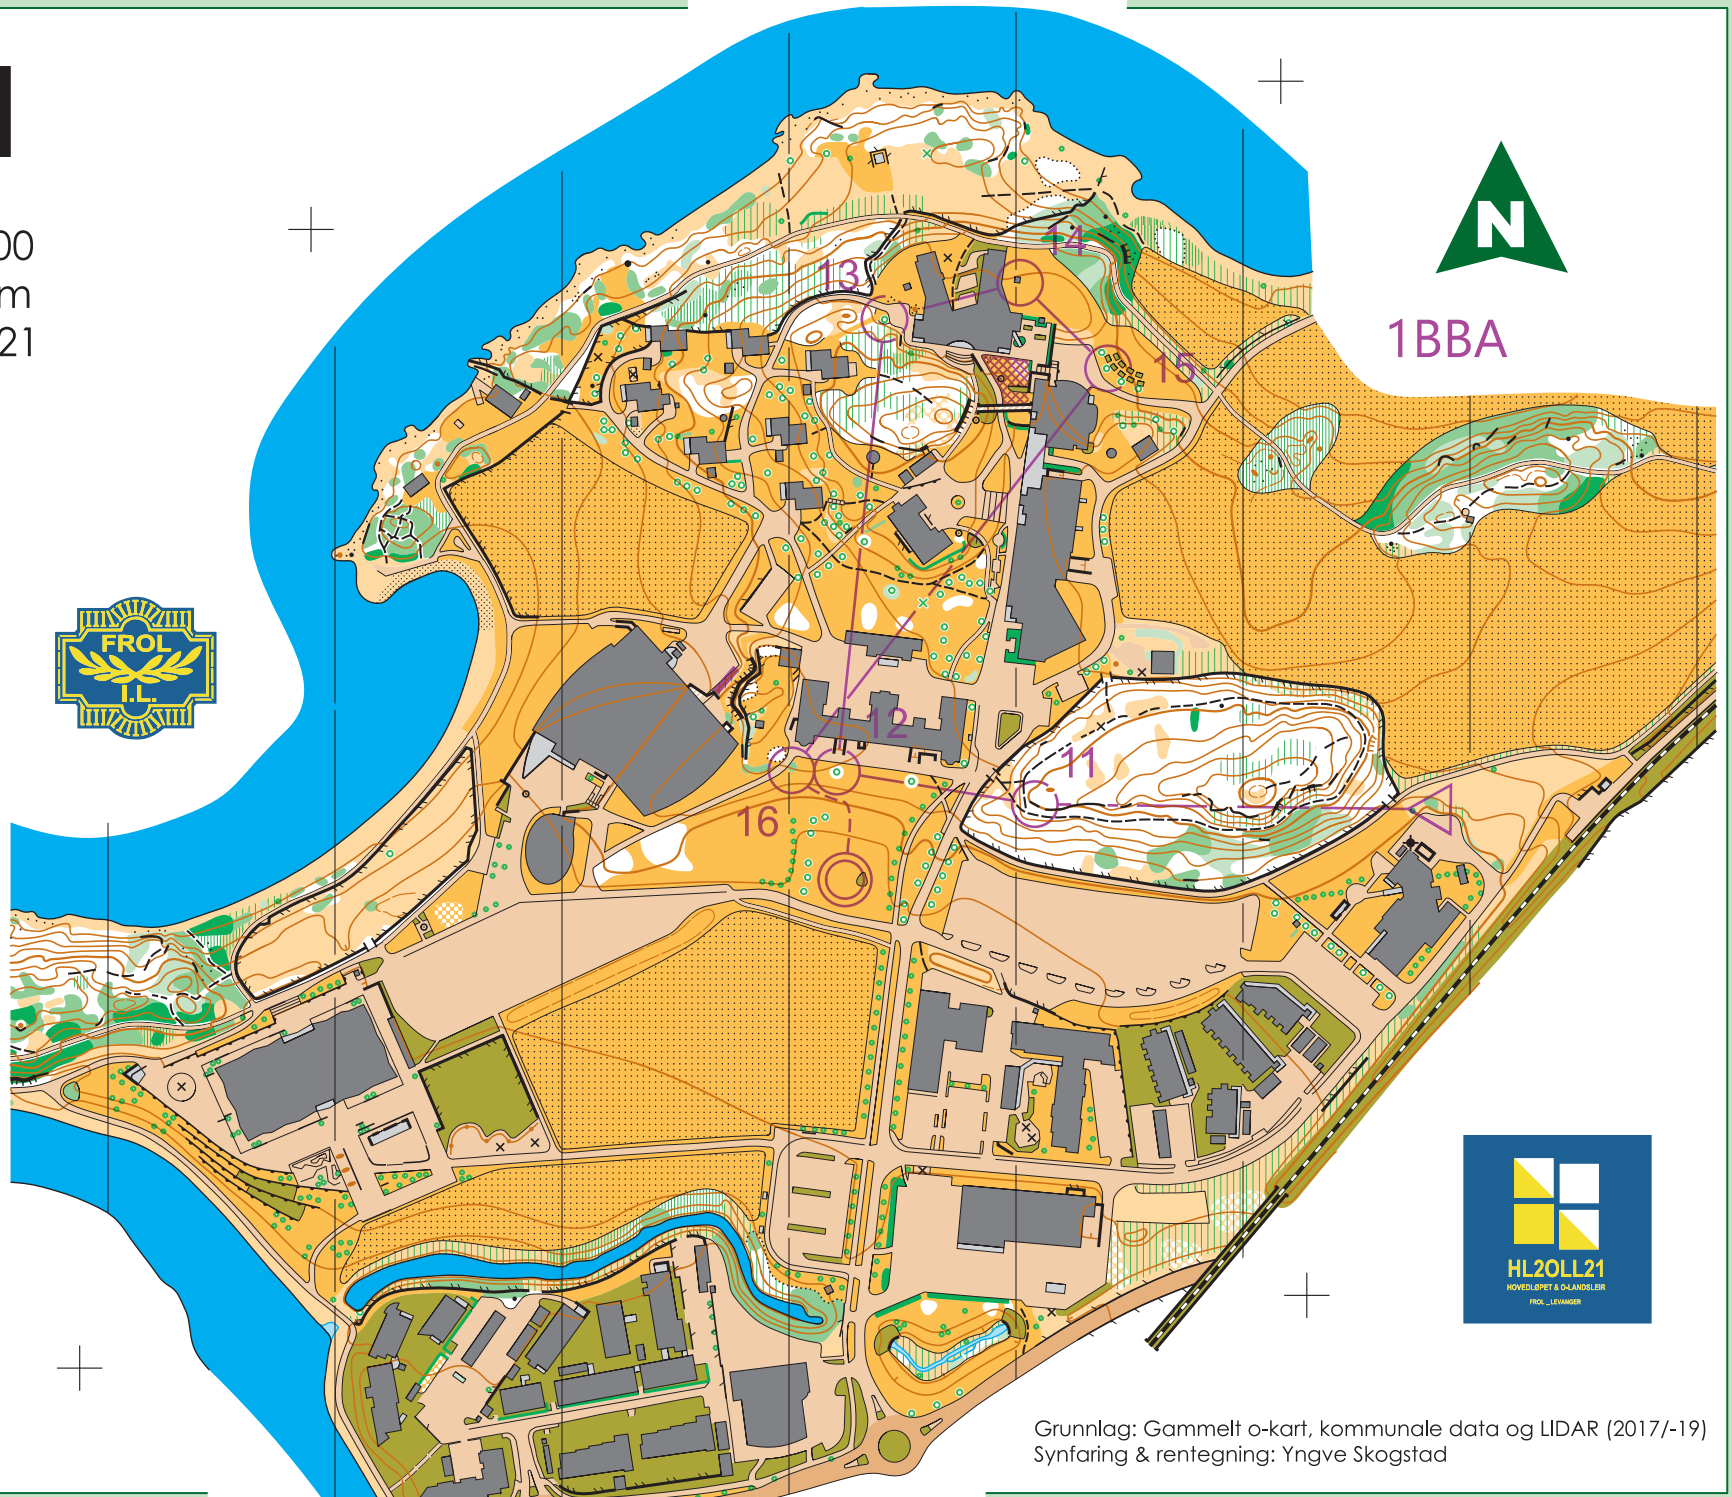 00
m
21
N
1BBA
14
13
15
FROL
I.L.
12
11
16
HL2OLL21
HOVEDLØPET & O-LANDSLEIR
FROL _ LEVANGER
Grunnlag: Gammelt o-kart, kommunale data og LIDAR (2017/-19)
Synfaring & rentegning: Yngve Skogstad